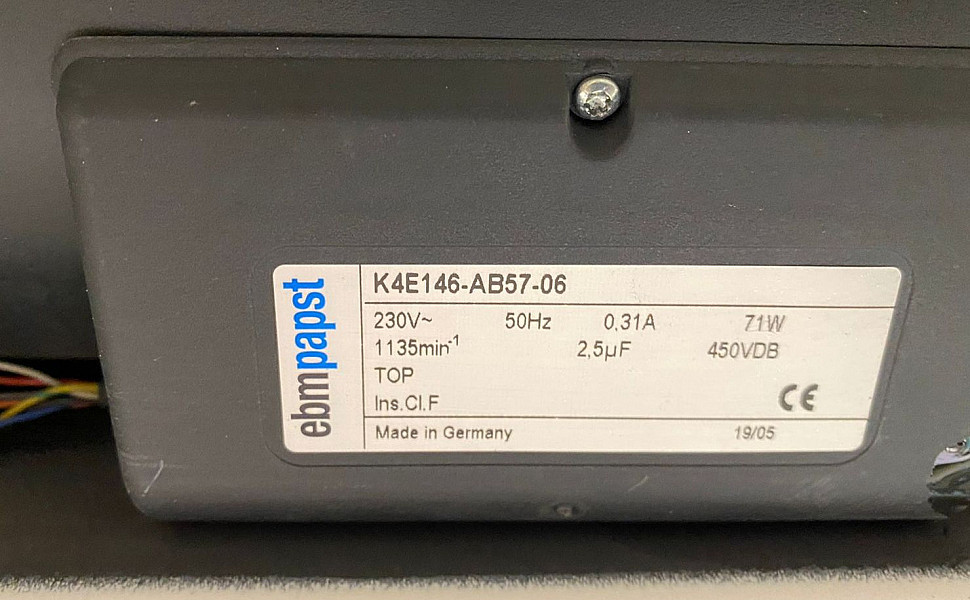 ebmpapst
K4E146-AB57-06
230V~ 50Hz 0,31A 71W
1135min-1 2,5µF 450VDB
TOP
Ins.Cl.F
CE
Made in Germany 19/05